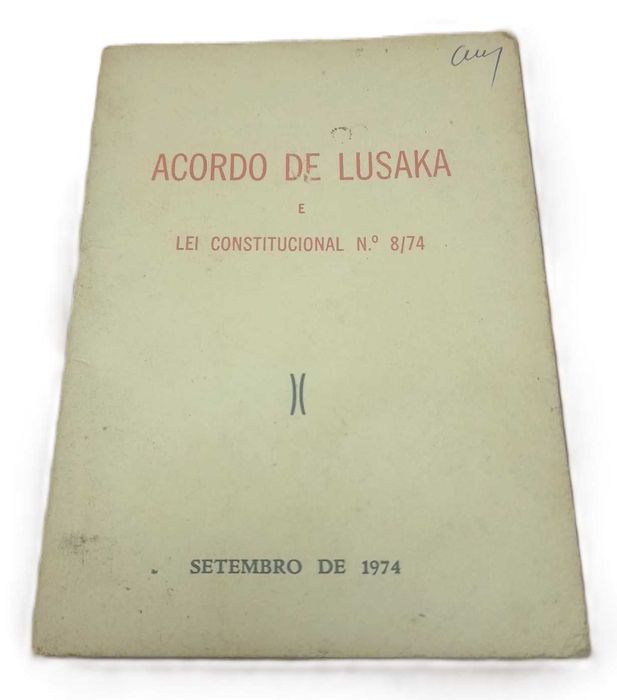 ACORDO DE LUSAKA
E
LEI CONSTITUCIONAL N.º 8/74
SETEMBRO DE 1974